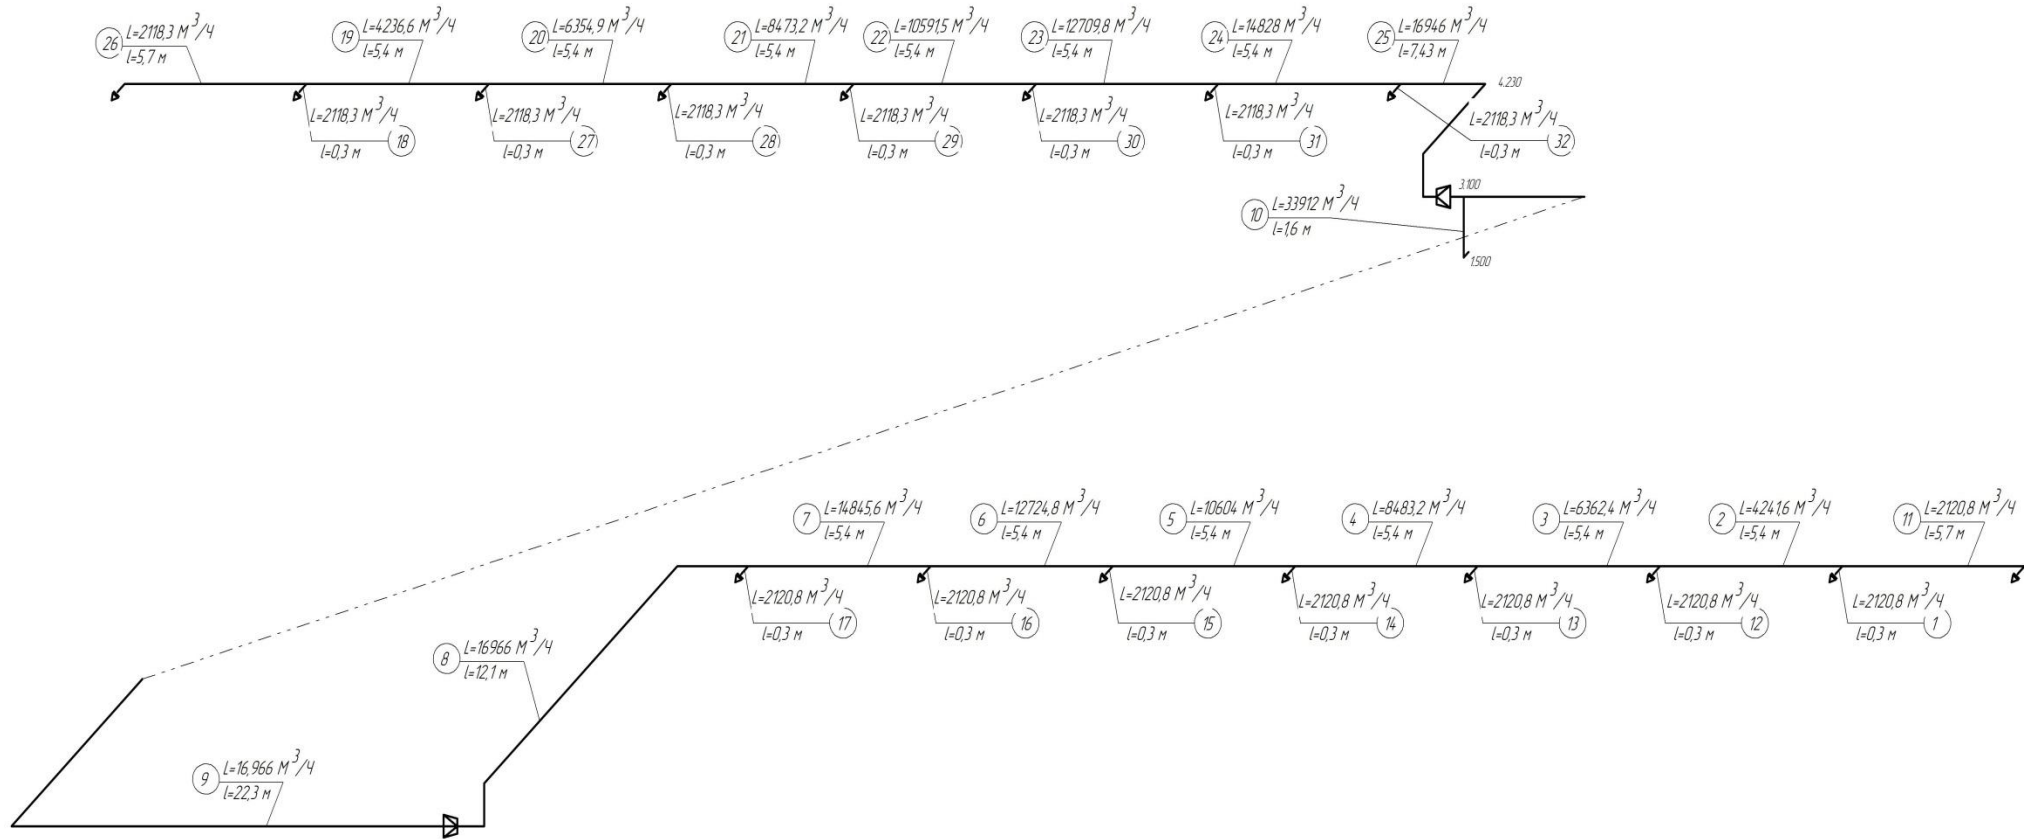 26 L=2118,3 М³/Ч
l=5,7 м
19 L=4236,6 М³/Ч
l=5,4 м
20 L=6354,9 М³/Ч
l=5,4 м
21 L=8473,2 М³/Ч
l=5,4 м
22 L=10591,5 М³/Ч
l=5,4 м
23 L=12709,8 М³/Ч
l=5,4 м
24 L=14828 М³/Ч
l=5,4 м
25 L=16946 М³/Ч
l=7,43 м
4.230
L=2118,3 М³/Ч
l=0,3 м 18
L=2118,3 М³/Ч
l=0,3 м 27
L=2118,3 М³/Ч
l=0,3 м 28
L=2118,3 М³/Ч
l=0,3 м 29
L=2118,3 М³/Ч
l=0,3 м 30
L=2118,3 М³/Ч
l=0,3 м 31
L=2118,3 М³/Ч
l=0,3 м 32
3.100
10 L=33912 М³/Ч
l=1,6 м
1.500
7 L=14845,6 М³/Ч
l=5,4 м
6 L=12724,8 М³/Ч
l=5,4 м
5 L=10604 М³/Ч
l=5,4 м
4 L=8483,2 М³/Ч
l=5,4 м
3 L=6362,4 М³/Ч
l=5,4 м
2 L=4241,6 М³/Ч
l=5,4 м
11 L=2120,8 М³/Ч
l=5,7 м
L=2120,8 М³/Ч
l=0,3 м 17
L=2120,8 М³/Ч
l=0,3 м 16
L=2120,8 М³/Ч
l=0,3 м 15
L=2120,8 М³/Ч
l=0,3 м 14
L=2120,8 М³/Ч
l=0,3 м 13
L=2120,8 М³/Ч
l=0,3 м 12
L=2120,8 М³/Ч
l=0,3 м 1
8 L=16966 М³/Ч
l=12,1 м
9 L=16,966 М³/Ч
l=22,3 м